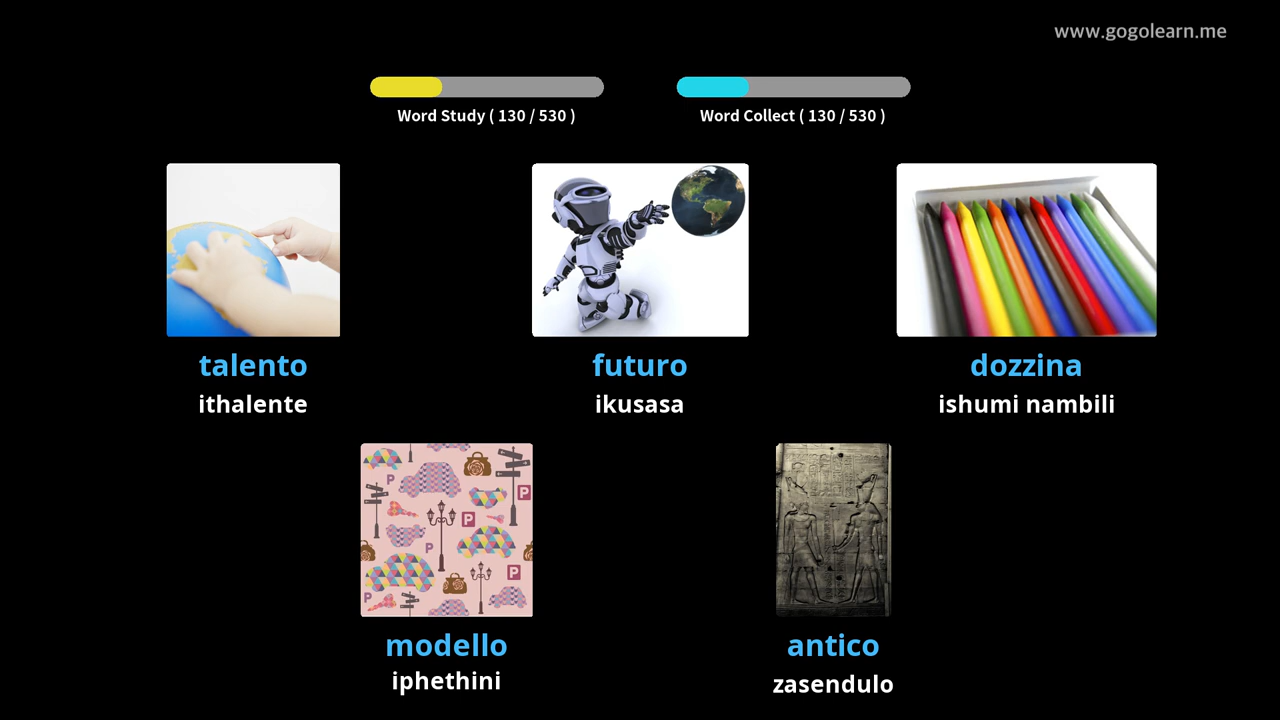 www.gogolearn.me
Word Study ( 130 / 530 )
Word Collect ( 130 / 530 )
talento
ithalente
futuro
ikusasa
dozzina
ishumi nambili
P
P
P
P
P
P
modello
iphethini
antico
zasendulo